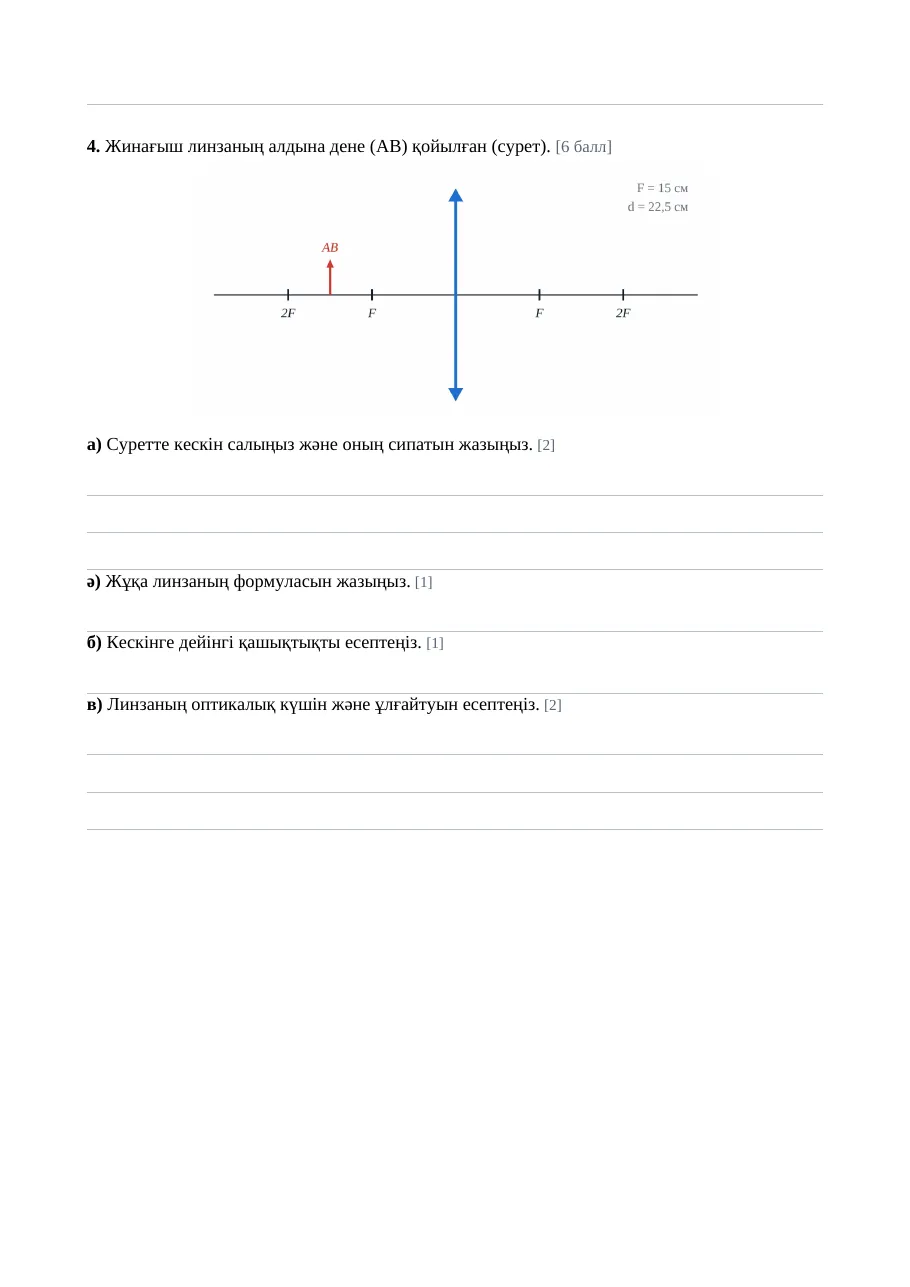 4. Жинағыш линзаның алдына дене (AB) қойылған (сурет). [6 балл]
F = 15 см
d = 22,5 см
AB
2F F F 2F
а) Суретте кескін салыңыз және оның сипатын жазыңыз. [2]
ә) Жұқа линзаның формуласын жазыңыз. [1]
б) Кескінге дейінгі қашықтықты есептеңіз. [1]
в) Линзаның оптикалық күшін және ұлғайтуын есептеңіз. [2]